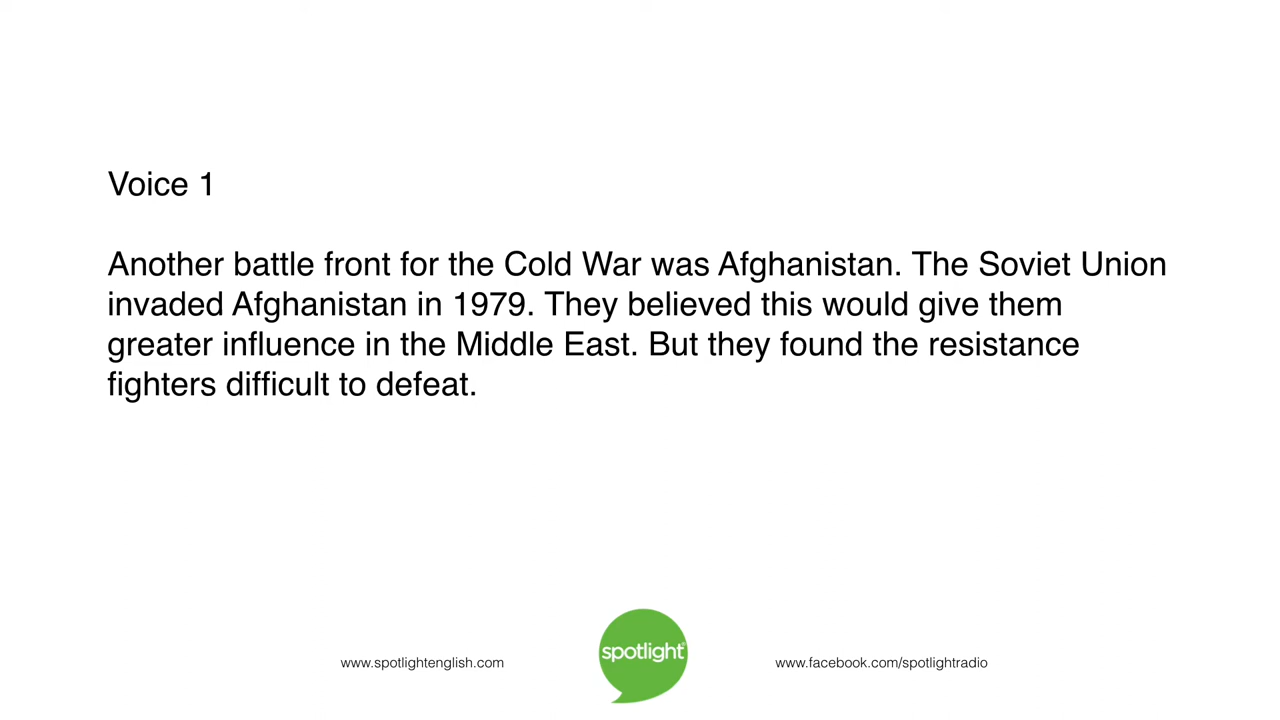 Voice 1
Another battle front for the Cold War was Afghanistan. The Soviet Union
invaded Afghanistan in 1979. They believed this would give them
greater influence in the Middle East. But they found the resistance
fighters difficult to defeat.
www.spotlightenglish.com
spotlight®
www.facebook.com/spotlightradio